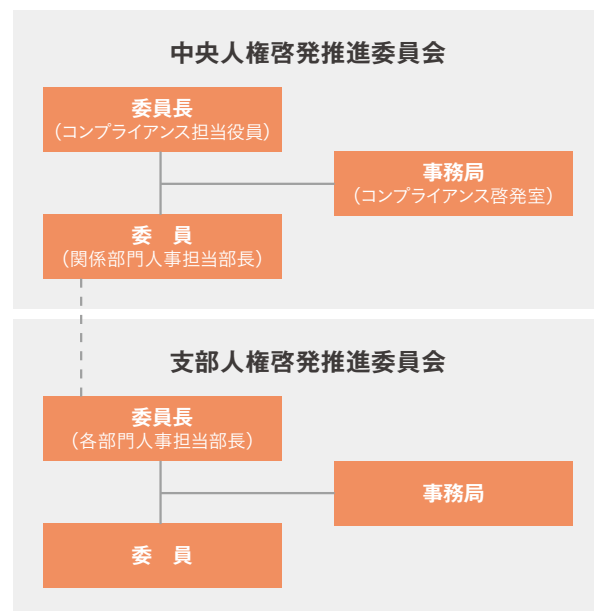 中央人権啓発推進委員会
委員長
（コンプライアンス担当役員）
事務局
（コンプライアンス啓発室）
委　員
（関係部門人事担当部長）
支部人権啓発推進委員会
委員長
（各部門人事担当部長）
事務局
委　員